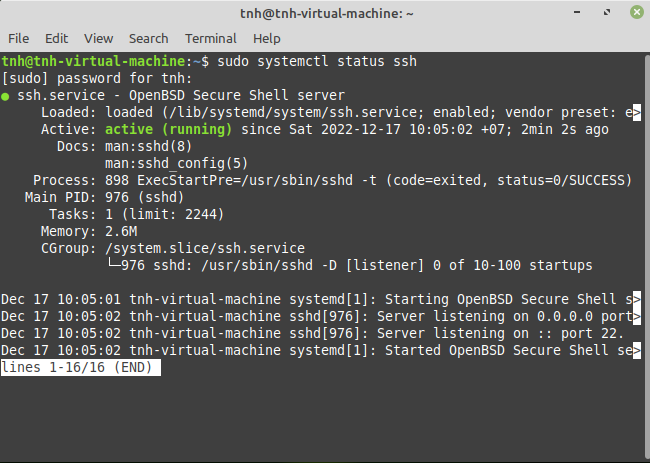 tnh@tnh-virtual-machine: ~
File Edit View Search Terminal Help
tnh@tnh-virtual-machine:~$ sudo systemctl status ssh
[sudo] password for tnh:
● ssh.service - OpenBSD Secure Shell server
     Loaded: loaded (/lib/systemd/system/ssh.service; enabled; vendor preset: e>
     Active: active (running) since Sat 2022-12-17 10:05:02 +07; 2min 2s ago
       Docs: man:sshd(8)
             man:sshd_config(5)
    Process: 898 ExecStartPre=/usr/sbin/sshd -t (code=exited, status=0/SUCCESS)
   Main PID: 976 (sshd)
      Tasks: 1 (limit: 2244)
     Memory: 2.6M
     CGroup: /system.slice/ssh.service
             └─976 sshd: /usr/sbin/sshd -D [listener] 0 of 10-100 startups
Dec 17 10:05:01 tnh-virtual-machine systemd[1]: Starting OpenBSD Secure Shell s>
Dec 17 10:05:02 tnh-virtual-machine sshd[976]: Server listening on 0.0.0.0 port>
Dec 17 10:05:02 tnh-virtual-machine sshd[976]: Server listening on :: port 22.
Dec 17 10:05:02 tnh-virtual-machine systemd[1]: Started OpenBSD Secure Shell se>
lines 1-16/16 (END)